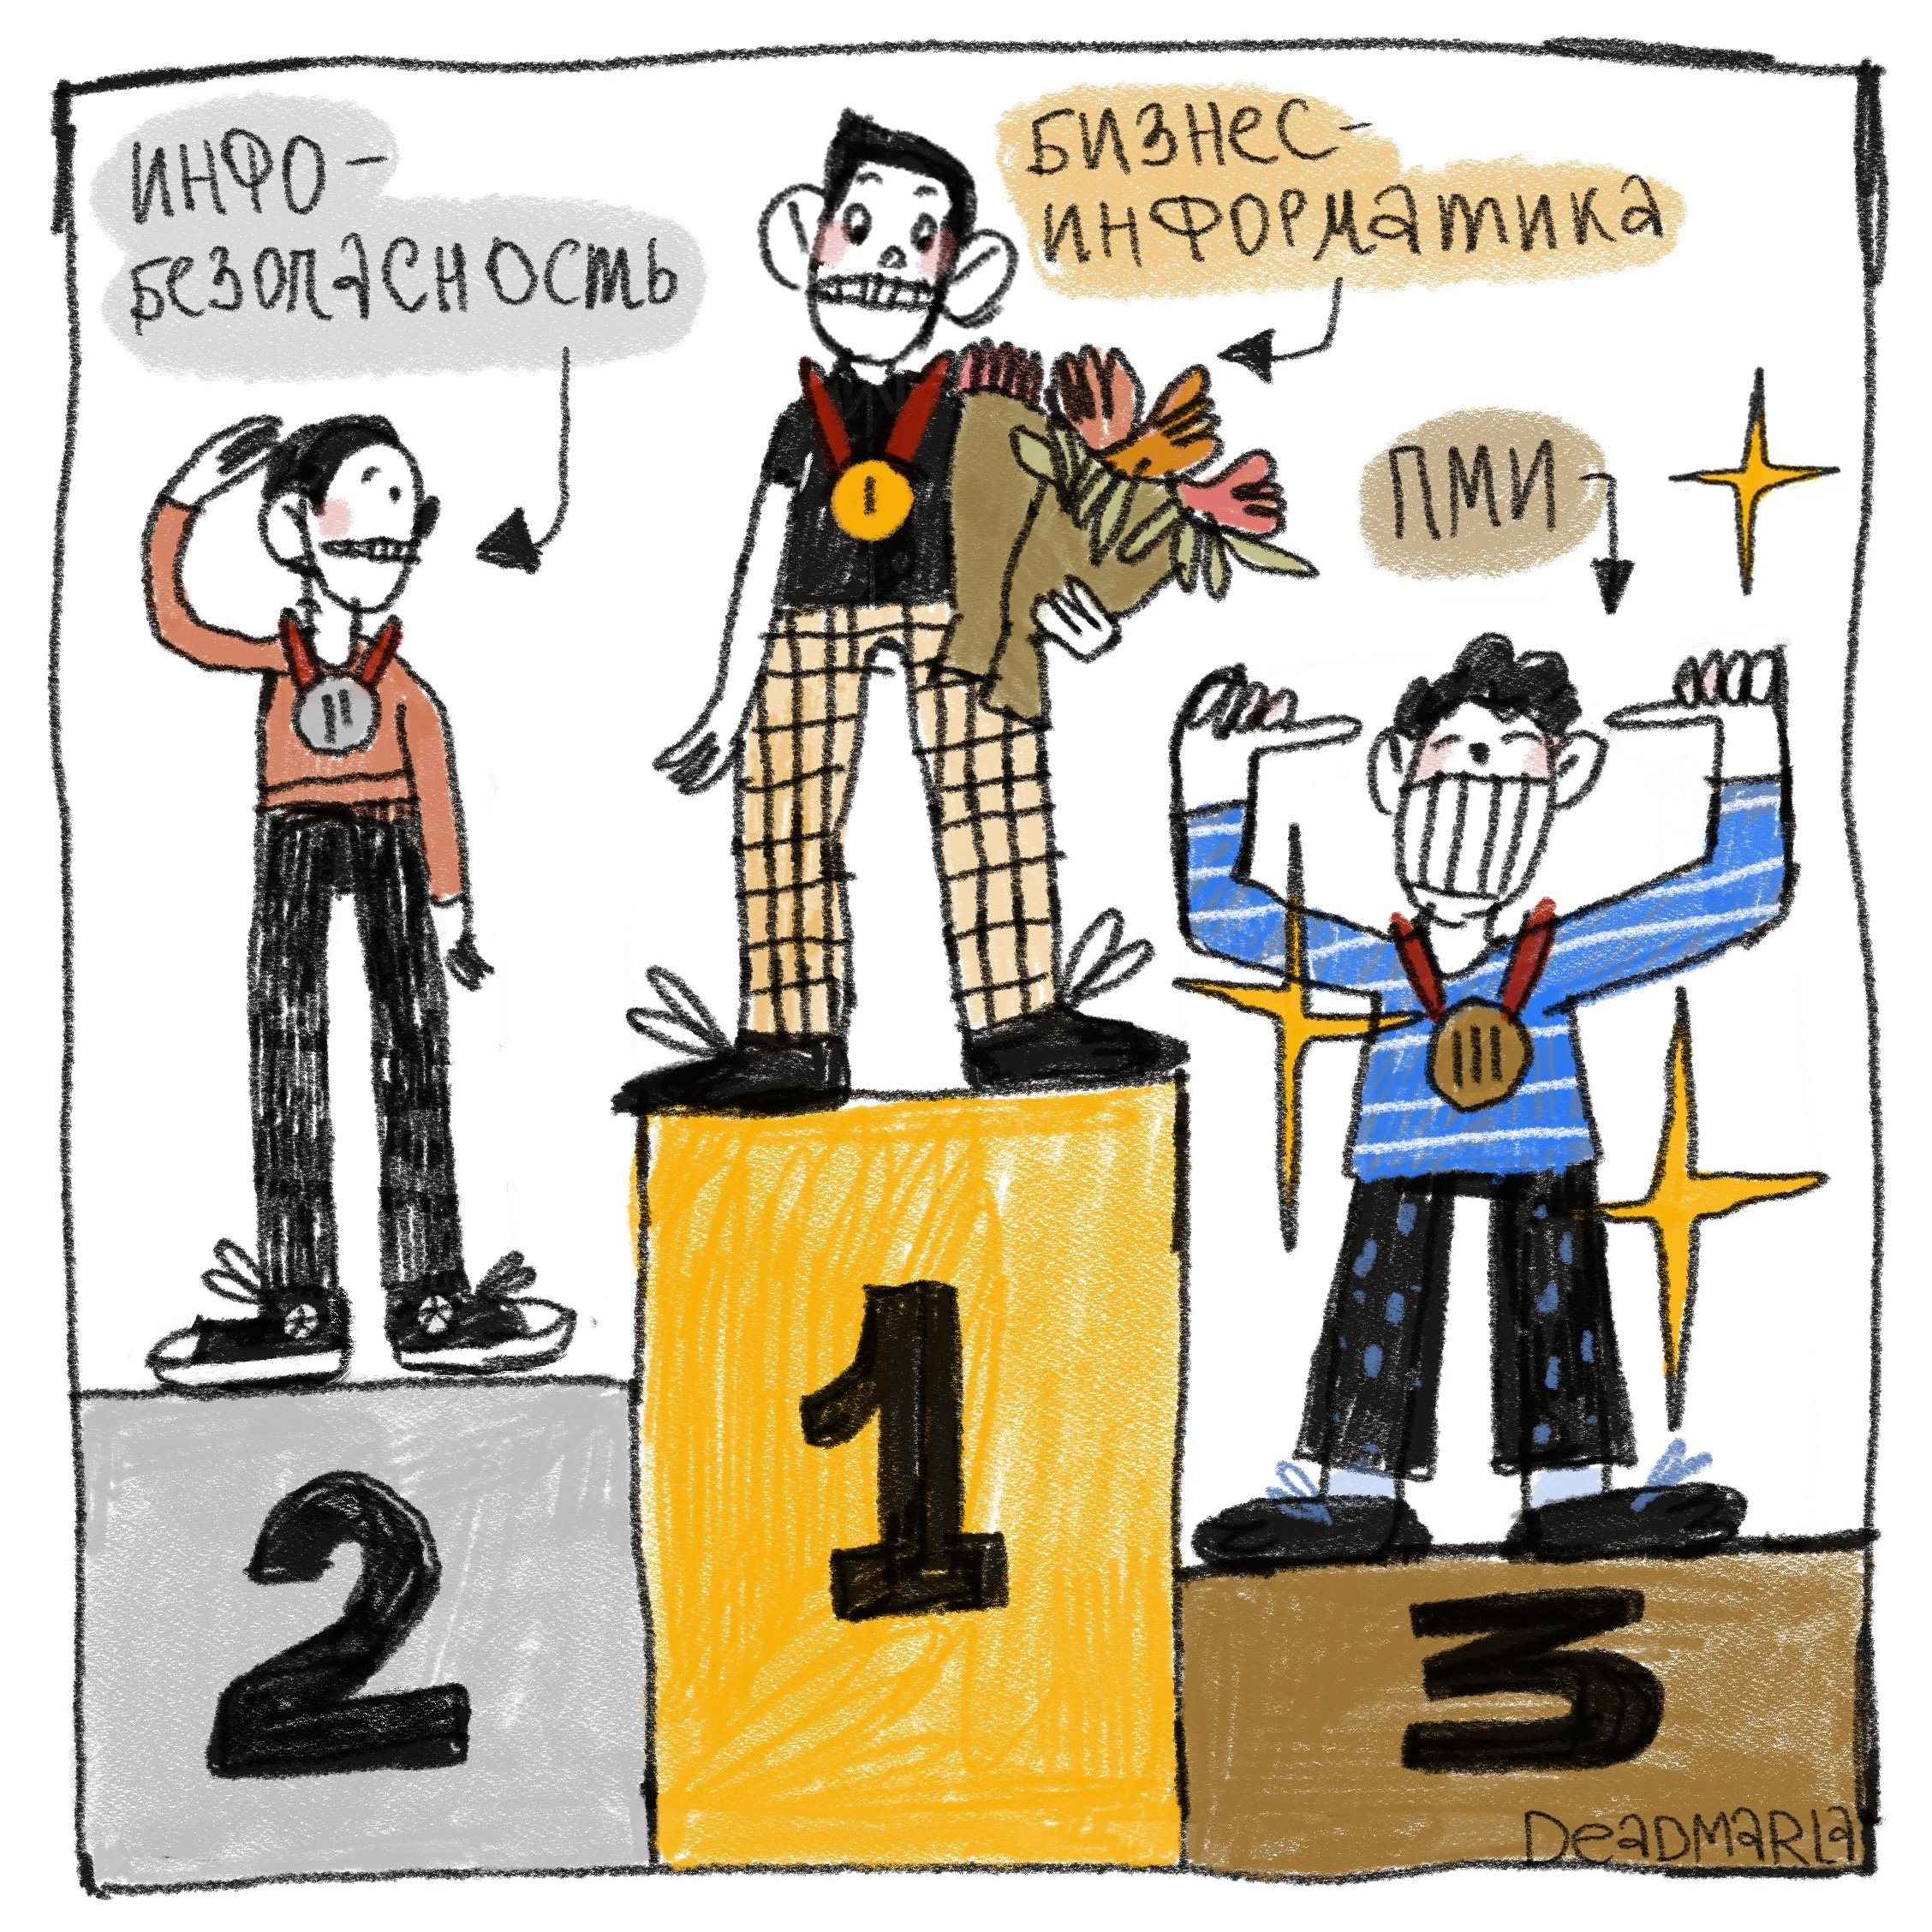 ИНФО-
БЕЗОПАСНОСТЬ
БИЗНЕС-
ИНФОРМАТИКА
ПМИ
I
II
III
1
2
3
DEADMARLA